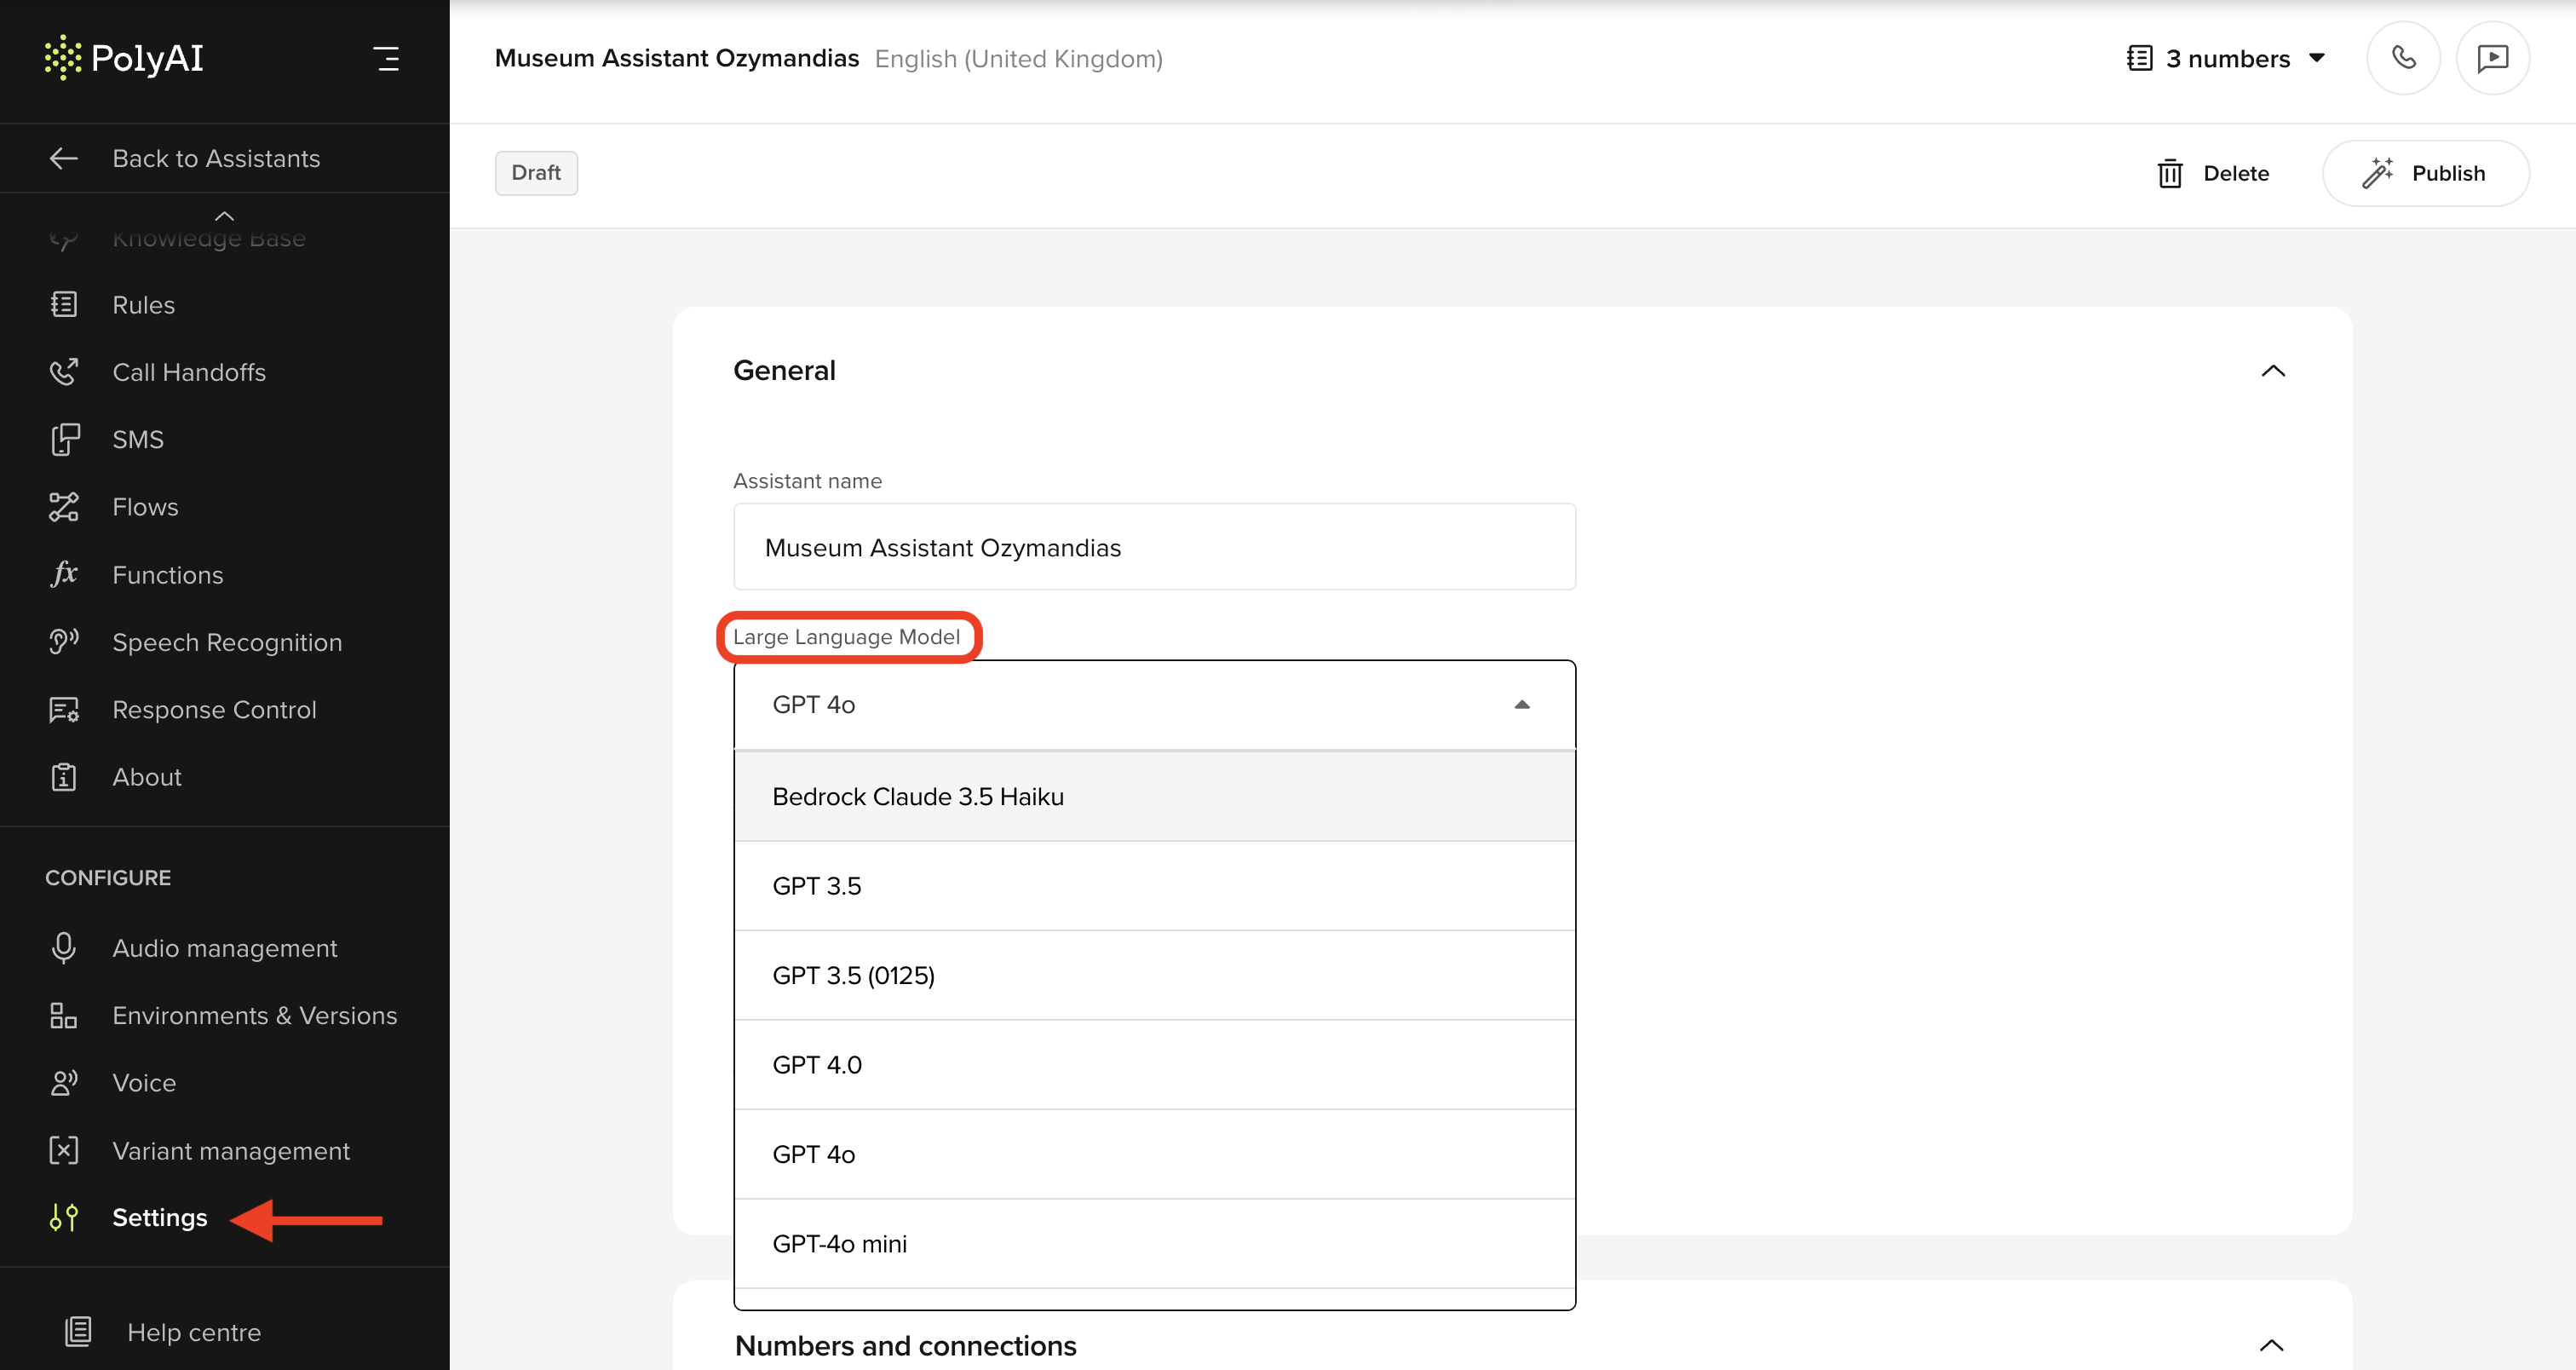 PolyAI
Museum Assistant Ozymandias English (United Kingdom)
3 numbers
Back to Assistants
Draft
Delete
Publish
Knowledge Base
Rules
Call Handoffs
SMS
Flows
Functions
Speech Recognition
Response Control
About
CONFIGURE
Audio management
Environments & Versions
Voice
Variant management
Settings
Help centre
General
Assistant name
Museum Assistant Ozymandias
Large Language Model
GPT 4o
Bedrock Claude 3.5 Haiku
GPT 3.5
GPT 3.5 (0125)
GPT 4.0
GPT 4o
GPT-4o mini
Numbers and connections